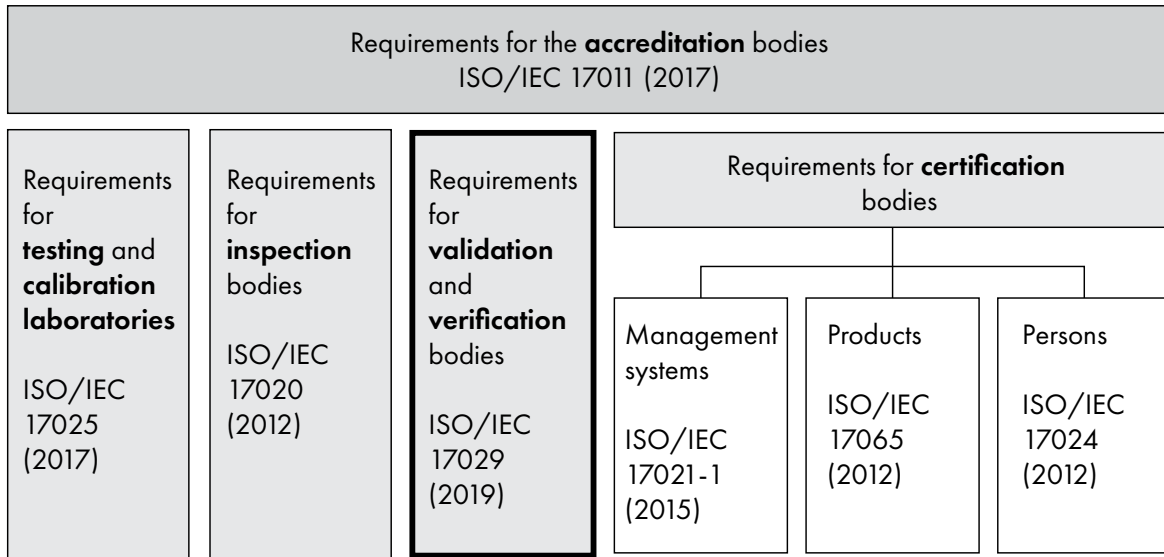 Requirements for the accreditation bodies
ISO/IEC 17011 (2017)
Requirements
for
testing and
calibration
laboratories
ISO/IEC
17025
(2017)
Requirements
for
inspection
bodies
ISO/IEC
17020
(2012)
Requirements
for
validation
and
verification
bodies
ISO/IEC
17029
(2019)
Requirements for certification
bodies
Management
systems
ISO/IEC
17021-1
(2015)
Products
ISO/IEC
17065
(2012)
Persons
ISO/IEC
17024
(2012)